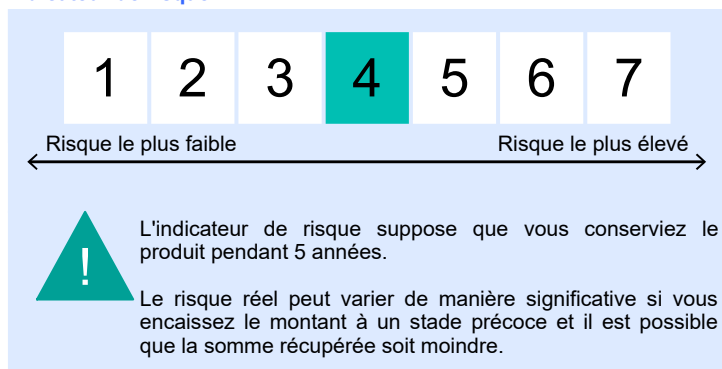 1 2 3 4 5 6 7
Risque le plus faible Risque le plus élevé
!
L'indicateur de risque suppose que vous conserviez le
produit pendant 5 années.
Le risque réel peut varier de manière significative si vous
encaissez le montant à un stade précoce et il est possible
que la somme récupérée soit moindre.